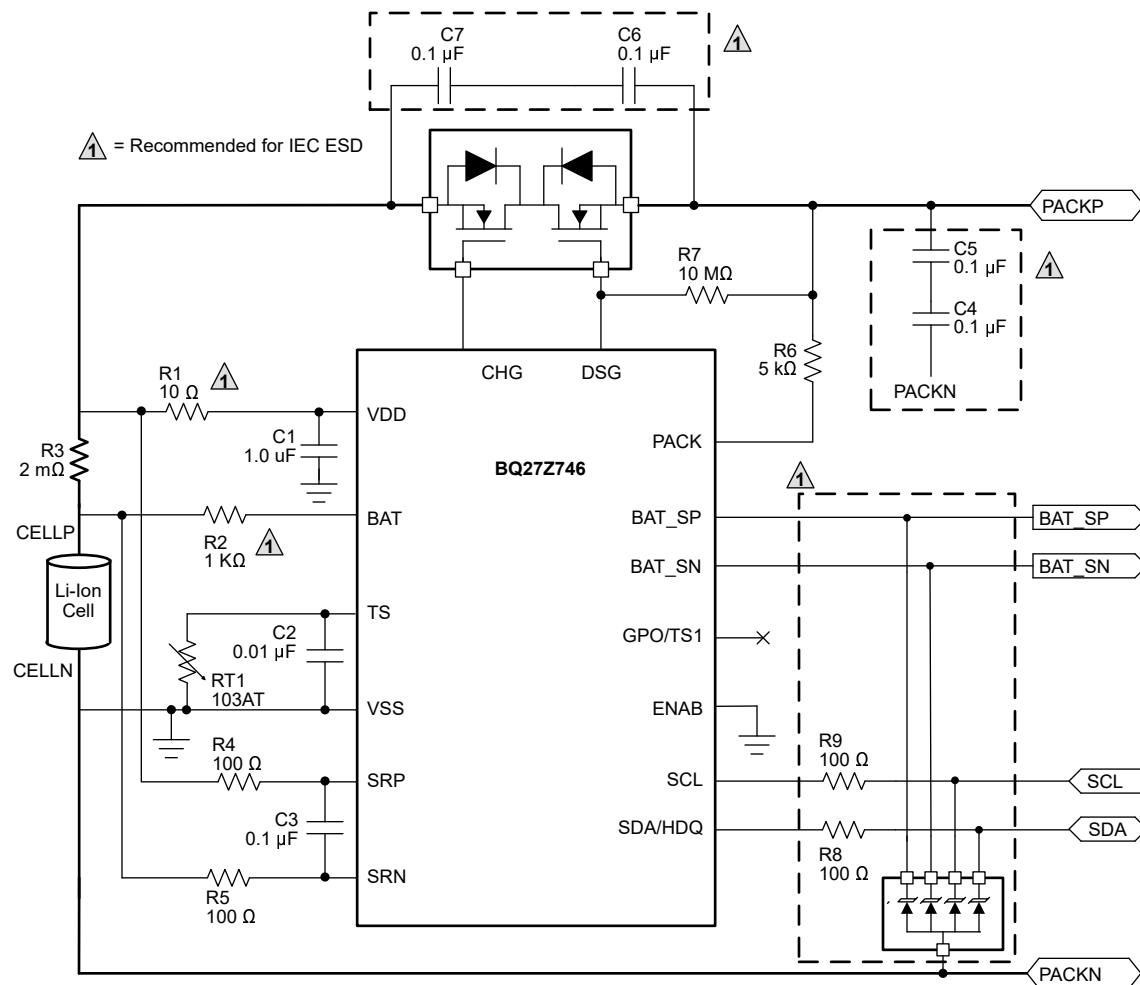 C7
0.1 µF
C6
0.1 µF
1
1 = Recommended for IEC ESD
PACKP
C5
0.1 µF
1
C4
0.1 µF
PACKN
R7
10 MΩ
R6
5 kΩ
R1
10 Ω
1
CHG
DSG
VDD
C1
1.0 uF
R3
2 mΩ
PACK
BQ27Z746
1
CELLP
R2
1 KΩ
1
BAT
BAT_SP
BAT_SP
BAT_SN
BAT_SN
Li-Ion
Cell
TS
C2
0.01 µF
GPO/TS1
CELLN
RT1
103AT
VSS
ENAB
R4
100 Ω
R9
100 Ω
SRP
SCL
SCL
C3
0.1 µF
SDA/HDQ
SDA
R8
100 Ω
SRN
R5
100 Ω
PACKN